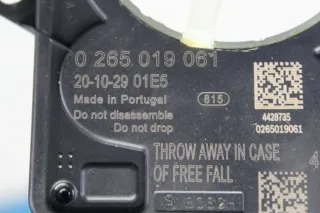 0 265 019 061
20-10-29 01E5
Made in Portugal
815
Do not disassemble
Do not drop
4428735
0265019061
THROW AWAY IN CASE
OF FREE FALL
4